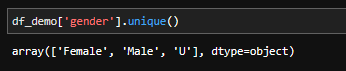 df_demo['gender'].unique()
array(['Female', 'Male', 'U'], dtype=object)